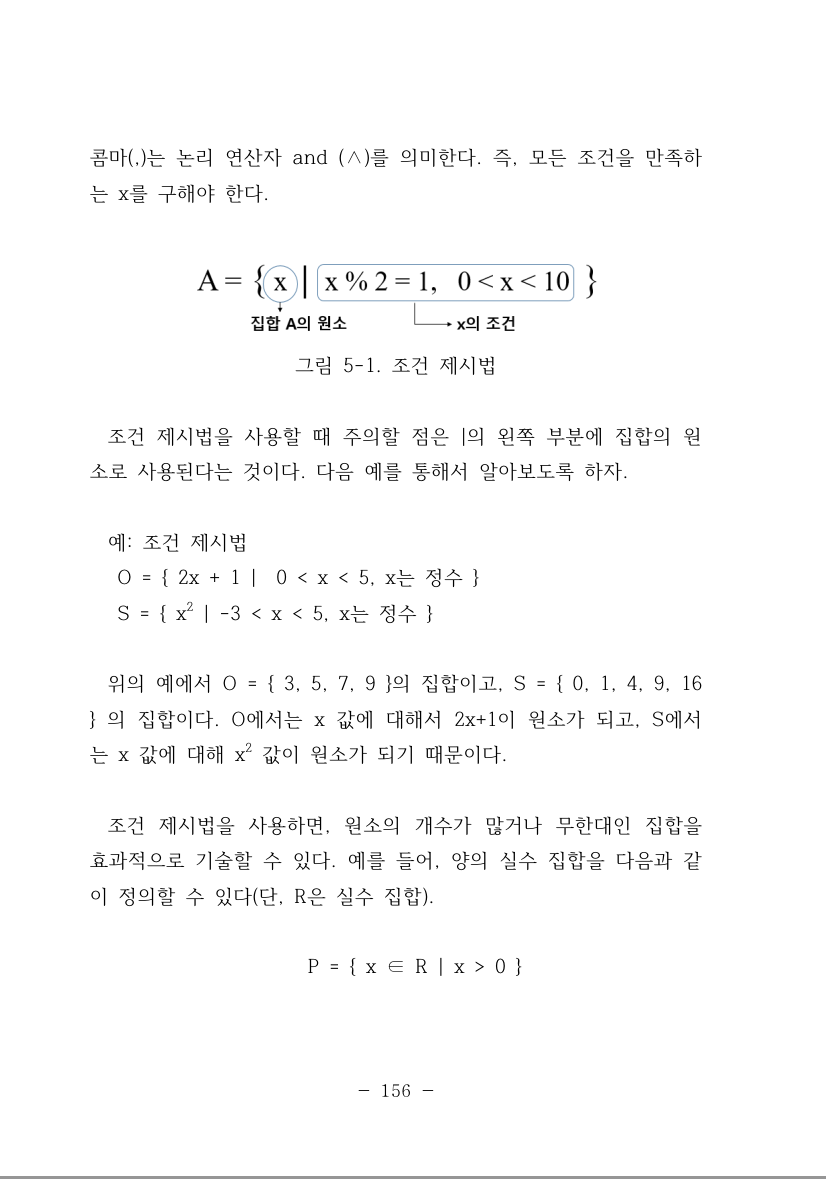 콤마(,)는 논리 연산자 and (∧)를 의미한다. 즉, 모든 조건을 만족하
는 x를 구해야 한다.
A = { x | x % 2 = 1, 0 < x < 10 }
집합 A의 원소 x의 조건
그림 5-1. 조건 제시법
조건 제시법을 사용할 때 주의할 점은 |의 왼쪽 부분에 집합의 원
소로 사용된다는 것이다. 다음 예를 통해서 알아보도록 하자.
예: 조건 제시법
O = { 2x + 1 | 0 < x < 5, x는 정수 }
S = { x² | -3 < x < 5, x는 정수 }
위의 예에서 O = { 3, 5, 7, 9 }의 집합이고, S = { 0, 1, 4, 9, 16
} 의 집합이다. O에서는 x 값에 대해서 2x+1이 원소가 되고, S에서
는 x 값에 대해 x² 값이 원소가 되기 때문이다.
조건 제시법을 사용하면, 원소의 개수가 많거나 무한대인 집합을
효과적으로 기술할 수 있다. 예를 들어, 양의 실수 집합을 다음과 같
이 정의할 수 있다(단, R은 실수 집합).
P = { x ∈ R | x > 0 }
- 156 -